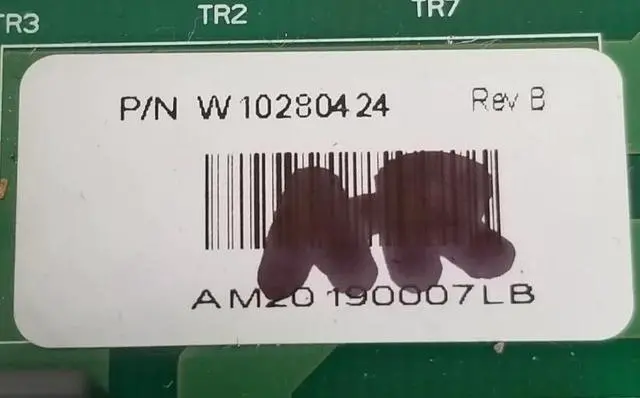 TR3 TR2 TR7
P/N W10280424 Rev B
AM20190007LB